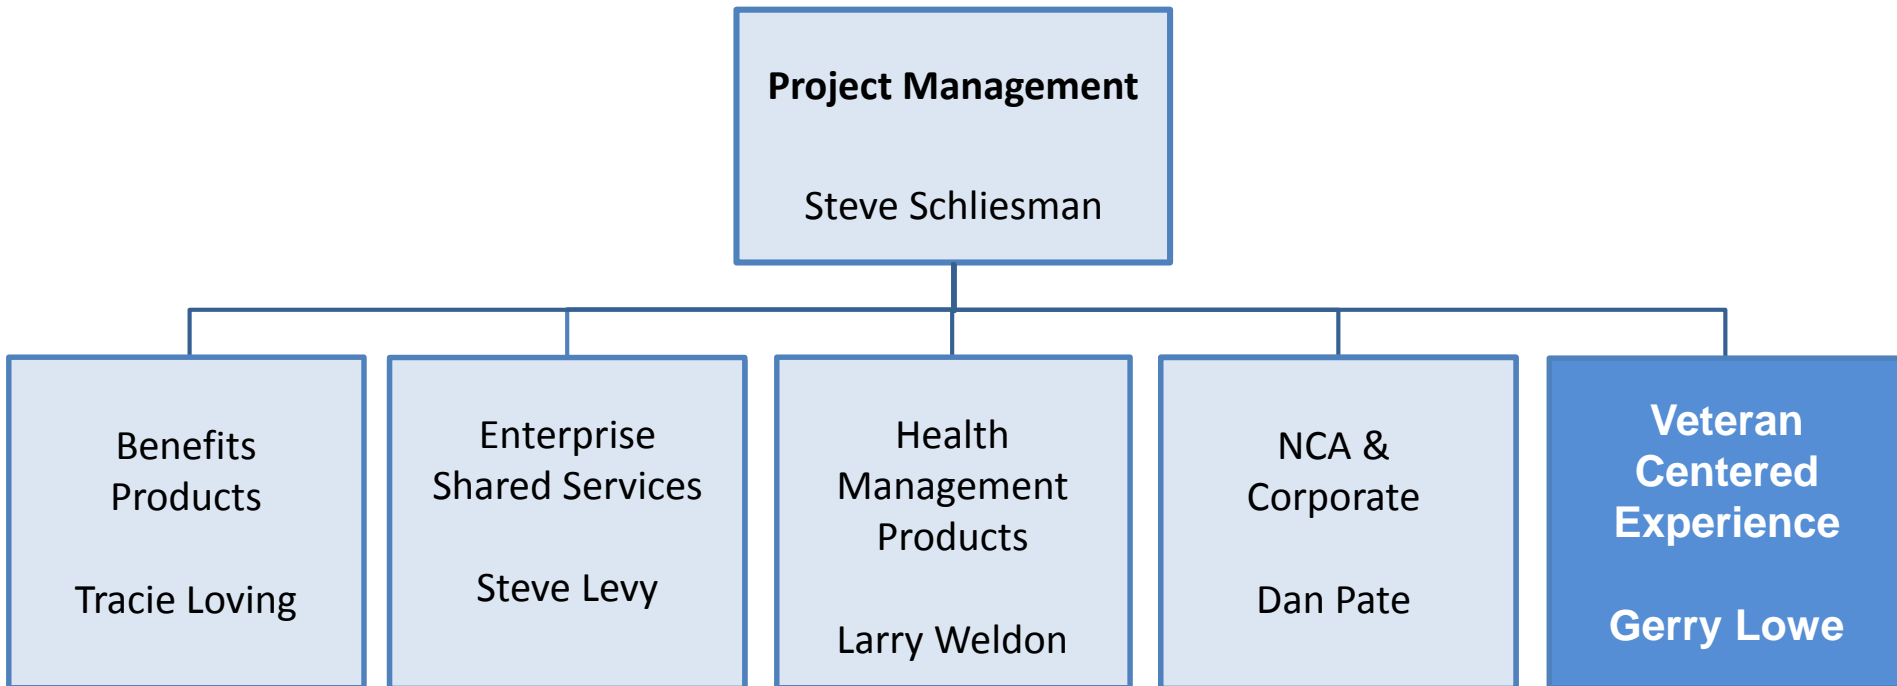 Project Management
Steve Schliesman
Benefits
Products
Tracie Loving
Enterprise
Shared Services
Steve Levy
Health
Management
Products
Larry Weldon
NCA &
Corporate
Dan Pate
Veteran
Centered
Experience
Gerry Lowe